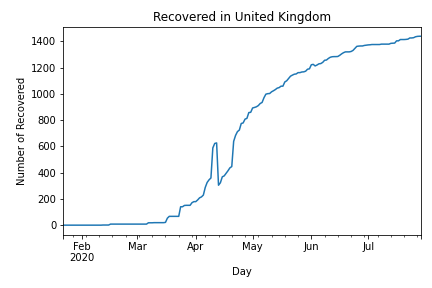 Recovered in United Kingdom
Number of Recovered
1400
1200
1000
800
600
400
200
0
Feb
2020
Mar
Apr
May
Jun
Jul
Day